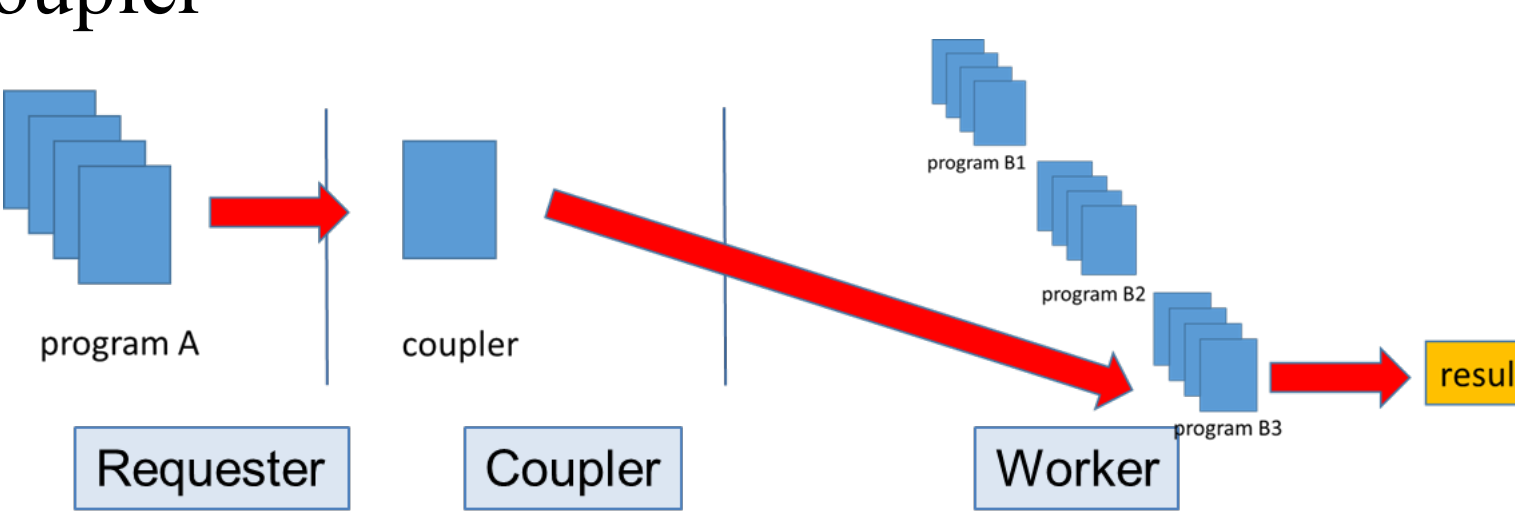 program B1
program B2
program A
coupler
program B3
Requester
Coupler
Worker